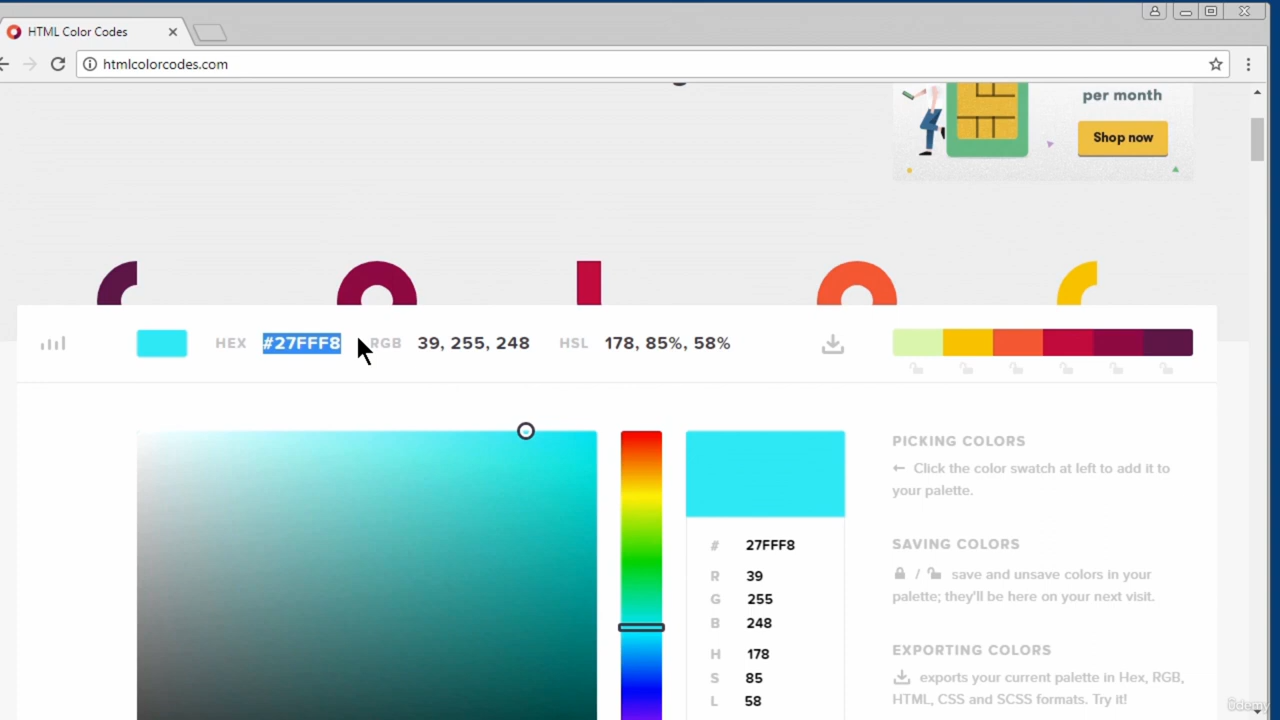 HTML Color Codes
htmlcolorcodes.com
per month
Shop now
HEX #27FFF8 RGB 39, 255, 248 HSL 178, 85%, 58%
PICKING COLORS
← Click the color swatch at left to add it to
your palette.
# 27FFF8
SAVING COLORS
R 39
/ save and unsave colors in your
G 255
palette; they'll be here on your next visit.
B 248
EXPORTING COLORS
H 178
S 85
exports your current palette in Hex, RGB,
L 58
HTML, CSS and SCSS formats. Try it!
Udemy